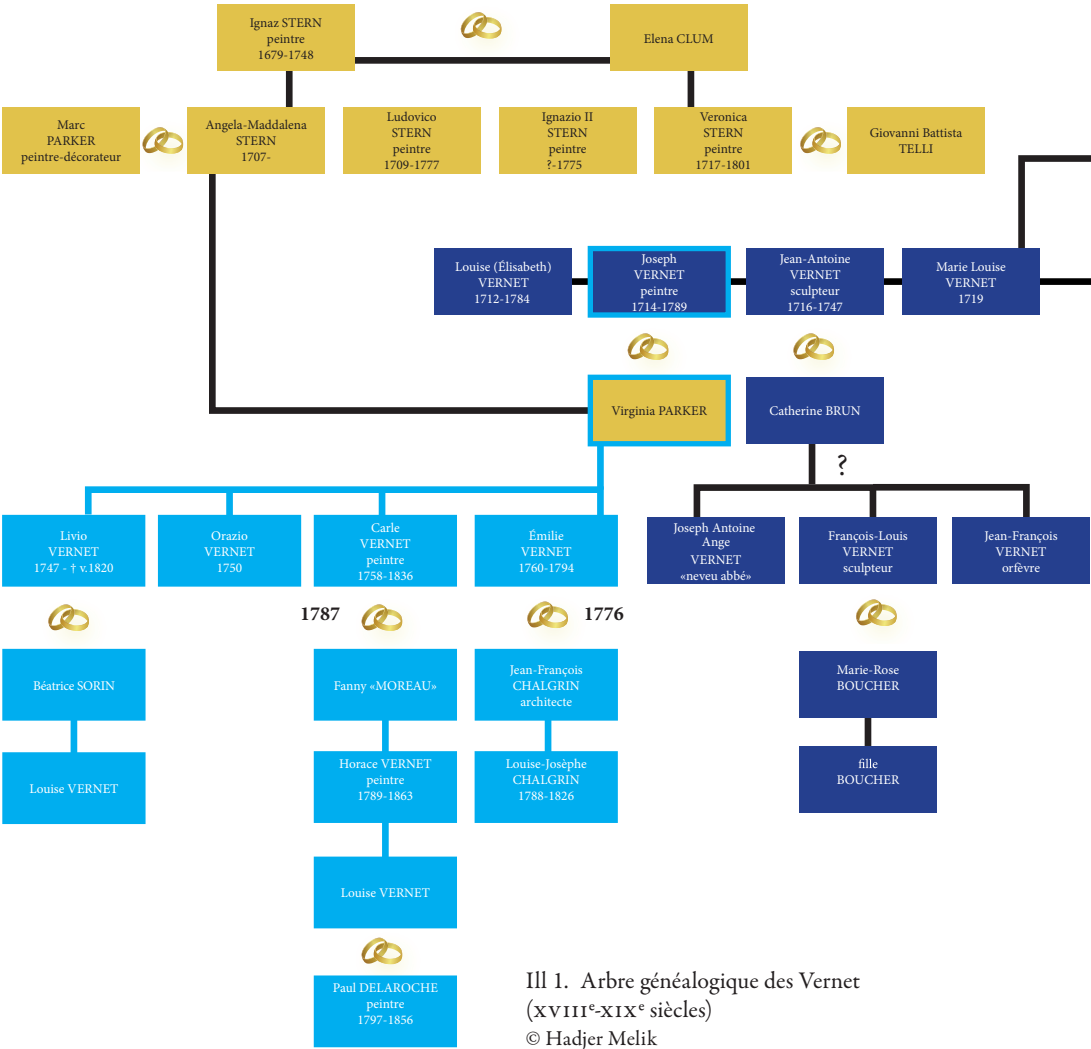 Ignaz STERN
peintre
1679-1748
Elena CLUM
Marc
PARKER
peintre-décorateur
Angela-Maddalena
STERN
1707-
Ludovico
STERN
peintre
1709-1777
Ignazio II
STERN
peintre
?-1775
Veronica
STERN
peintre
1717-1801
Giovanni Battista
TELLI
Louise (Élisabeth)
VERNET
1712-1784
Joseph
VERNET
peintre
1714-1789
Jean-Antoine
VERNET
sculpteur
1716-1747
Marie Louise
VERNET
1719
Virginia PARKER
Catherine BRUN
?
Livio
VERNET
1747 - † v.1820
Orazio
VERNET
1750
Carle
VERNET
peintre
1758-1836
Émilie
VERNET
1760-1794
Joseph Antoine
Ange
VERNET
«neveu abbé»
François-Louis
VERNET
sculpteur
Jean-François
VERNET
orfèvre
1787
1776
Béatrice SORIN
Fanny «MOREAU»
Jean-François
CHALGRIN
architecte
Marie-Rose
BOUCHER
Louise VERNET
Horace VERNET
peintre
1789-1863
Louise-Josèphe
CHALGRIN
1788-1826
fille
BOUCHER
Louise VERNET
Paul DELAROCHE
peintre
1797-1856
Ill 1. Arbre généalogique des Vernet
(XVIIIe-XIXe siècles)
© Hadjer Melik